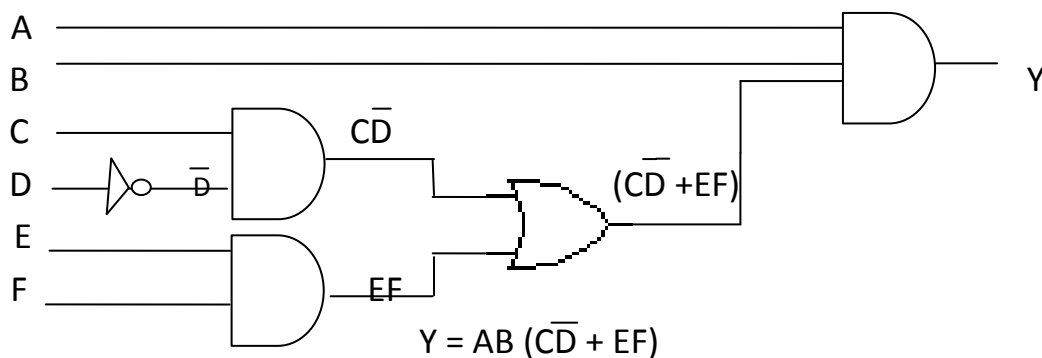 A
B
Y
C
CD̅
D
D̅
(CD̅ +EF)
E
F
EF
Y = AB (CD̅ + EF)